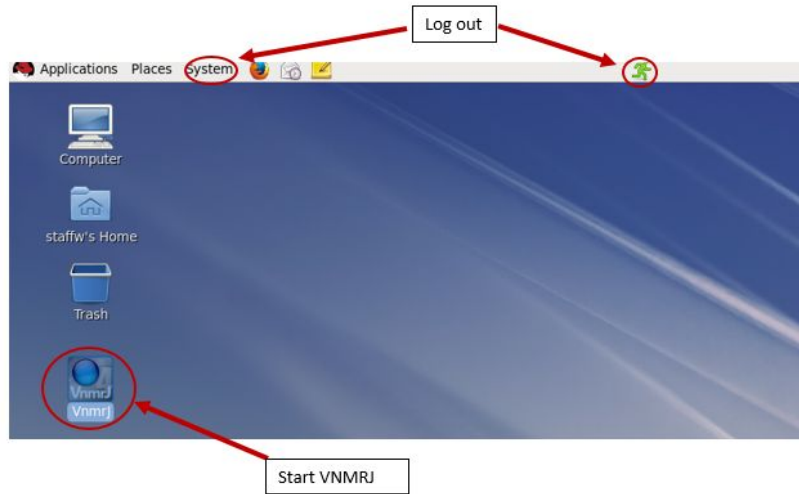 Log out
Applications Places System
Computer
staffw's Home
Trash
VnmrJ
VnmrJ
Start VNMRJ